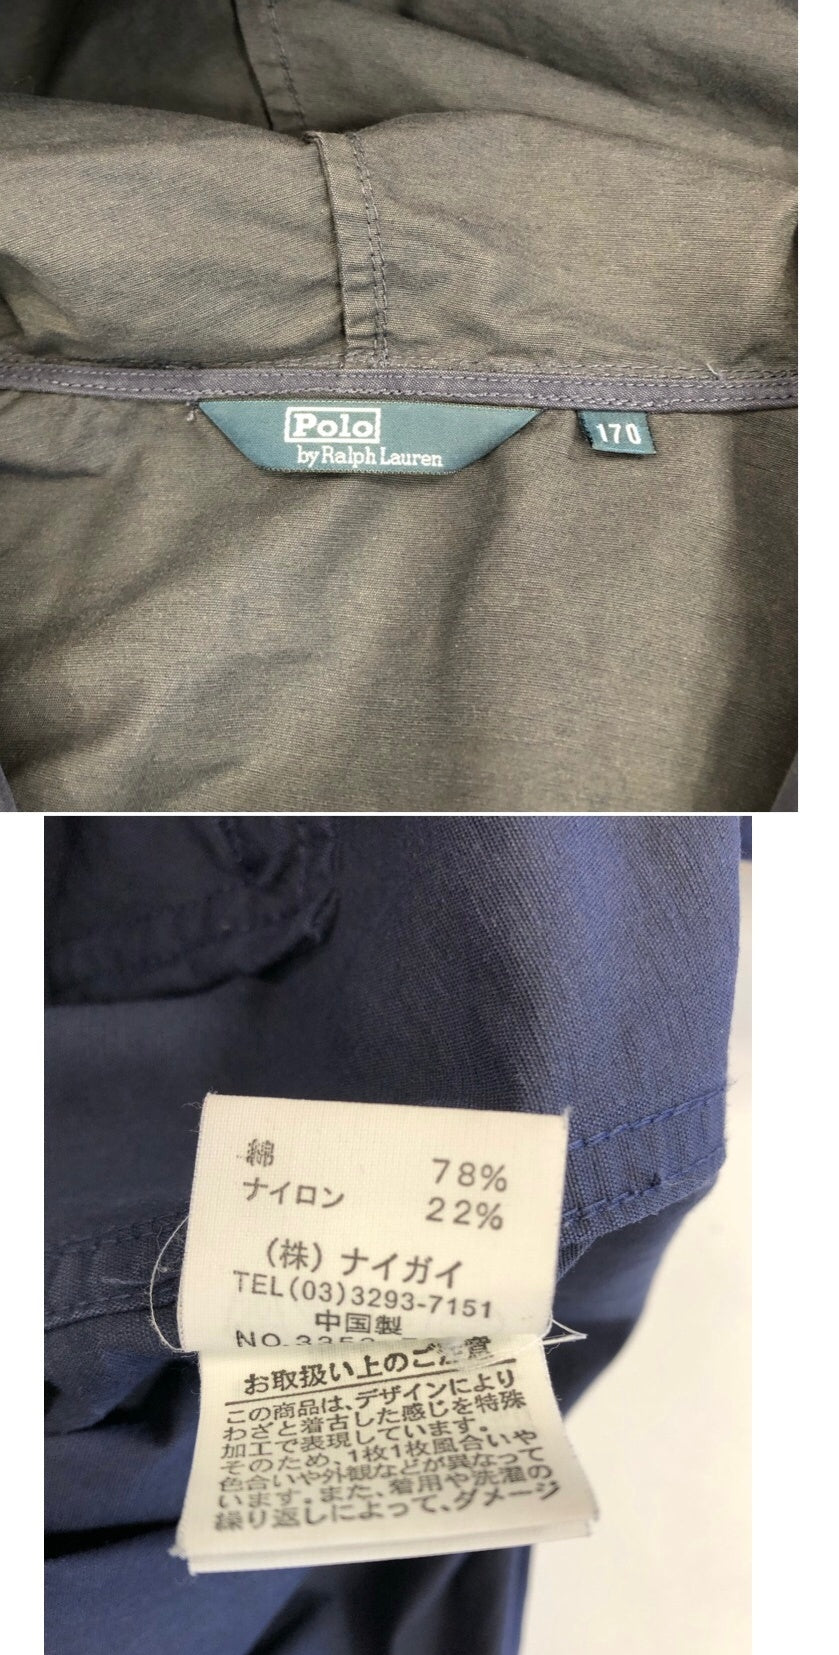 Polo
by Ralph Lauren
170
綿 78%
ナイロン 22%
(株) ナイガイ
TEL(03)3293-7151
中国製
NO.
お取扱い上のご注意
この商品は、デザインにより
わざと着古した感じを特殊
加工で表現しています。
そのため、1枚1枚風合いや
色合いや外観などが異なって
います。また、着用や洗濯の
繰り返しによって、ダメージ